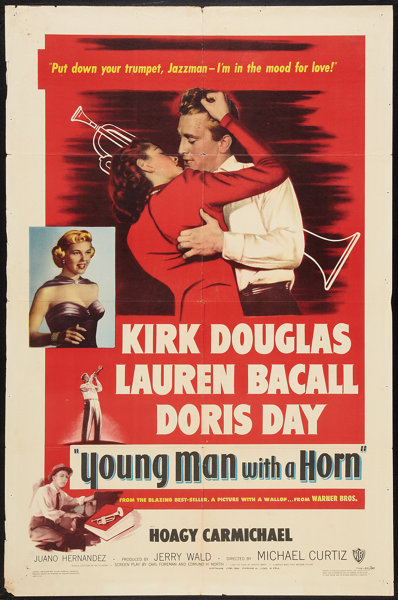 "Put down your trumpet, Jazzman—I'm in the mood for love!"
KIRK DOUGLAS
LAUREN BACALL
DORIS DAY
"Young Man with a Horn"
FROM THE BLAZING BEST-SELLER. A PICTURE WITH A WALLOP...FROM WARNER BROS.
HOAGY CARMICHAEL
JUANO HERNANDEZ PRODUCED BY JERRY WALD DIRECTED BY MICHAEL CURTIZ
SCREEN PLAY BY CARL FOREMAN AND EDMUND H. NORTH